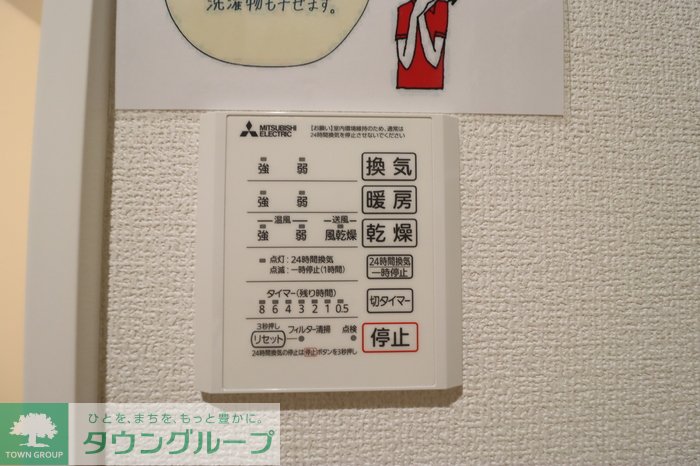 洗濯物も干せます。
MITSUBISHI
ELECTRIC
【お願い】室内環境維持のため、通常は
24時間換気を停止させないでください
強 弱 換気
強 弱 暖房
温風 送風
強 弱 風乾燥 乾燥
点灯:24時間換気
点滅:一時停止(1時間)
24時間換気
一時停止
タイマー(残り時間)
8 6 4 3 2 1 0.5
切タイマー
3秒押し
リセット フィルター清掃 点検
停止
24時間換気の停止は停止ボタンを3秒押し
ひとを、まちを、もっと豊かに。
タウングループ
TOWN GROUP